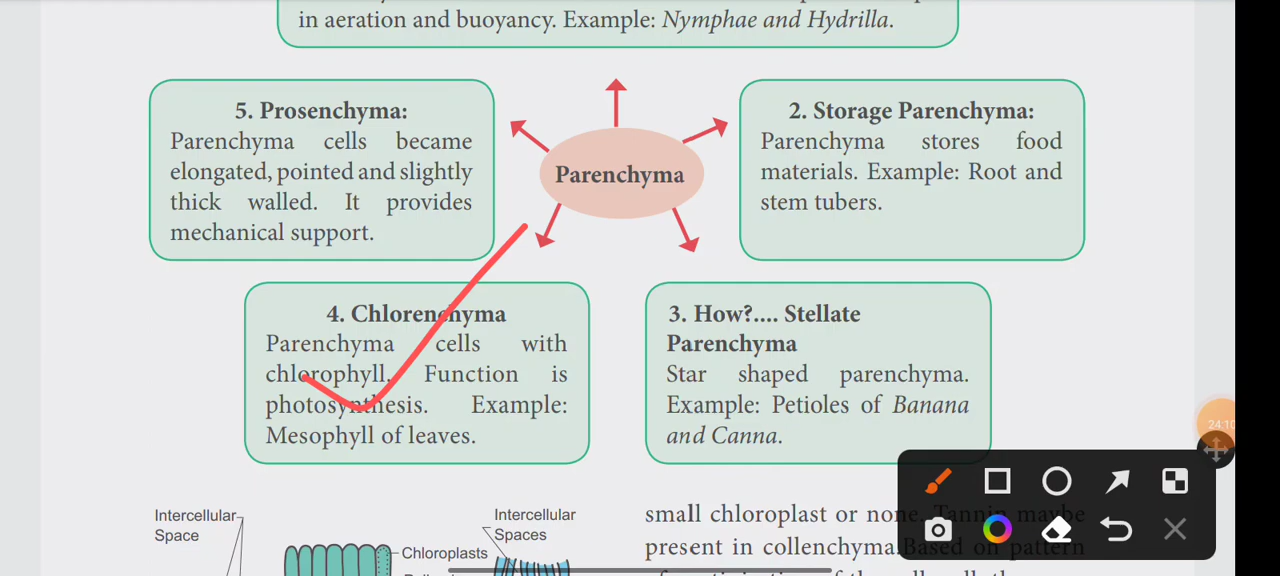 in aeration and buoyancy. Example: Nymphae and Hydrilla.
5. Prosenchyma:
Parenchyma cells became
elongated, pointed and slightly
thick walled. It provides
mechanical support.
Parenchyma
2. Storage Parenchyma:
Parenchyma stores food
materials. Example: Root and
stem tubers.
4. Chlorenchyma
Parenchyma cells with
chlorophyll. Function is
photosynthesis. Example:
Mesophyll of leaves.
3. How?.... Stellate
Parenchyma
Star shaped parenchyma.
Example: Petioles of Banana
and Canna.
24:10
Intercellular
Space
Chloroplasts
Intercellular
Spaces
small chloroplast or none. Tannin maybe
present in collenchyma. Based on pattern